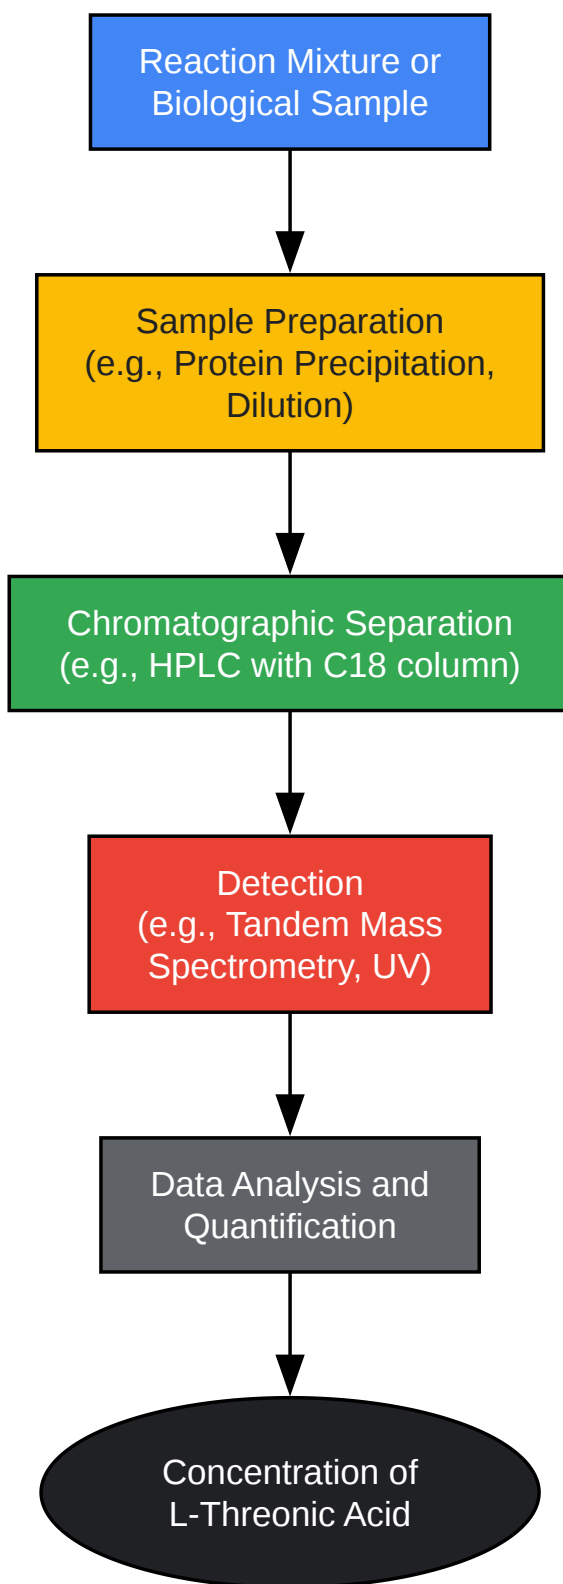 Reaction Mixture or
Biological Sample
Sample Preparation
(e.g., Protein Precipitation,
Dilution)
Chromatographic Separation
(e.g., HPLC with C18 column)
Detection
(e.g., Tandem Mass
Spectrometry, UV)
Data Analysis and
Quantification
Concentration of
L-Threonic Acid